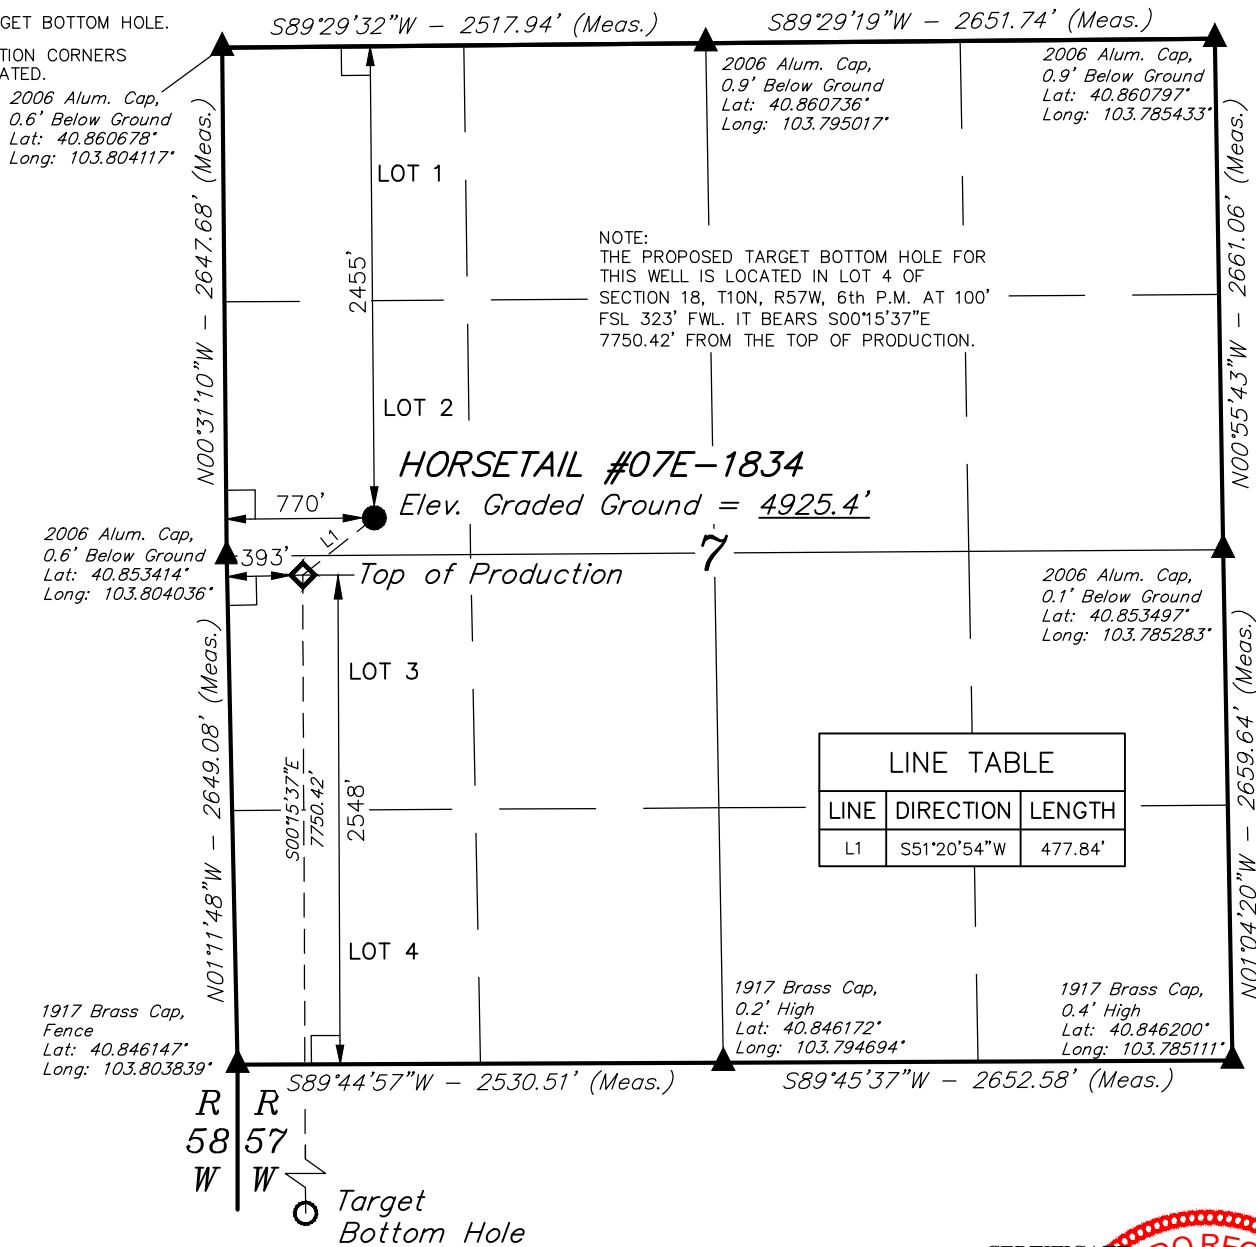 GET BOTTOM HOLE.
TION CORNERS
ATED.
S89°29'32"W - 2517.94' (Meas.)
S89°29'19"W - 2651.74' (Meas.)
2006 Alum. Cap,
0.6' Below Ground
Lat: 40.860678°
Long: 103.804117°
2006 Alum. Cap,
0.9' Below Ground
Lat: 40.860736°
Long: 103.795017°
2006 Alum. Cap,
0.9' Below Ground
Lat: 40.860797°
Long: 103.785433°
N00°31'10"W - 2647.68' (Meas.)
N00°55'43"W - 2661.06' (Meas.)
LOT 1
2455'
NOTE:
THE PROPOSED TARGET BOTTOM HOLE FOR
THIS WELL IS LOCATED IN LOT 4 OF
SECTION 18, T10N, R57W, 6th P.M. AT 100'
FSL 323' FWL. IT BEARS S00°15'37"E
7750.42' FROM THE TOP OF PRODUCTION.
LOT 2
HORSETAIL #07E-1834
Elev. Graded Ground = 4925.4'
770'
L1
393'
Top of Production
7
2006 Alum. Cap,
0.6' Below Ground
Lat: 40.853414°
Long: 103.804036°
2006 Alum. Cap,
0.1' Below Ground
Lat: 40.853497°
Long: 103.785283°
LOT 3
N01°11'48"W - 2649.08' (Meas.)
N01°04'20"W - 2659.64' (Meas.)
S00°15'37"E
7750.42'
2548'
LINE TABLE
LINE DIRECTION LENGTH
L1 S51°20'54"W 477.84'
LOT 4
1917 Brass Cap,
Fence
Lat: 40.846147°
Long: 103.803839°
1917 Brass Cap,
0.2' High
Lat: 40.846172°
Long: 103.794694°
1917 Brass Cap,
0.4' High
Lat: 40.846200°
Long: 103.785111°
S89°44'57"W - 2530.51' (Meas.)
S89°45'37"W - 2652.58' (Meas.)
R R
58 57
W W
Target
Bottom Hole